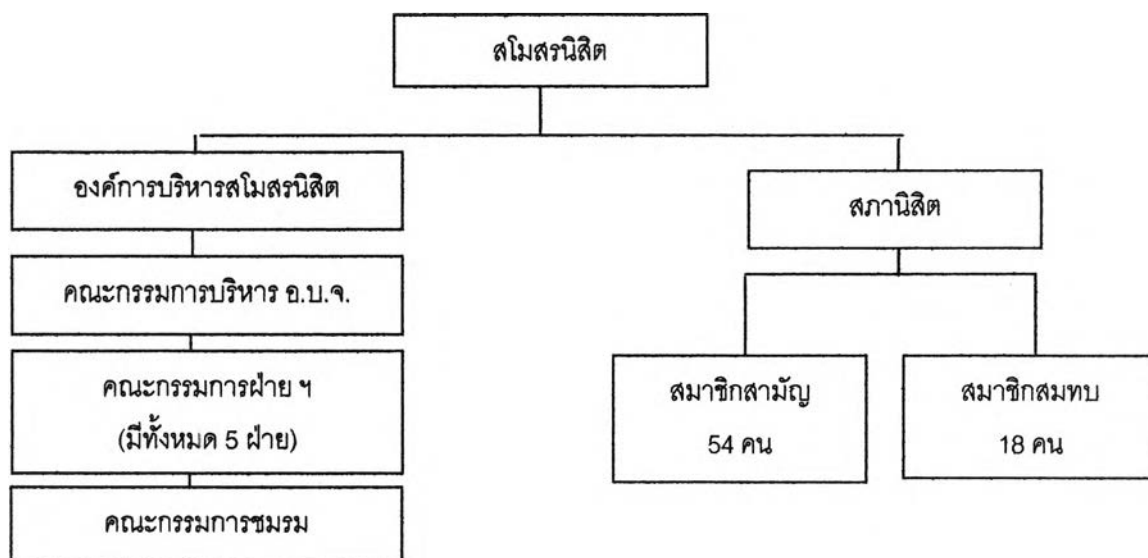 สโมสรนิสิต
องค์การบริหารสโมสรนิสิต
สภานิสิต
คณะกรรมการบริหาร อ.บ.จ.
คณะกรรมการฝ่าย ฯ
(มีทั้งหมด 5 ฝ่าย)
สมาชิกสามัญ
54 คน
สมาชิกสมทบ
18 คน
คณะกรรมการชมรม